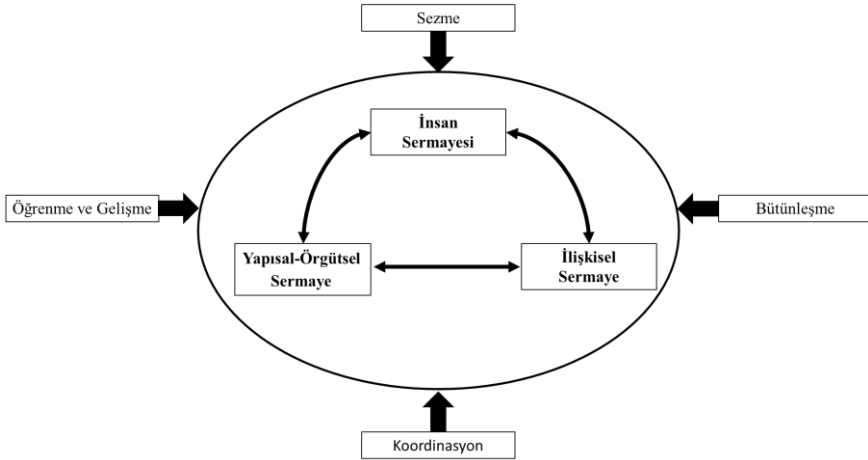 Sezme
İnsan
Sermayesi
Öğrenme ve Gelişme
Bütünleşme
Yapısal-Örgütsel
Sermaye
İlişkisel
Sermaye
Koordinasyon